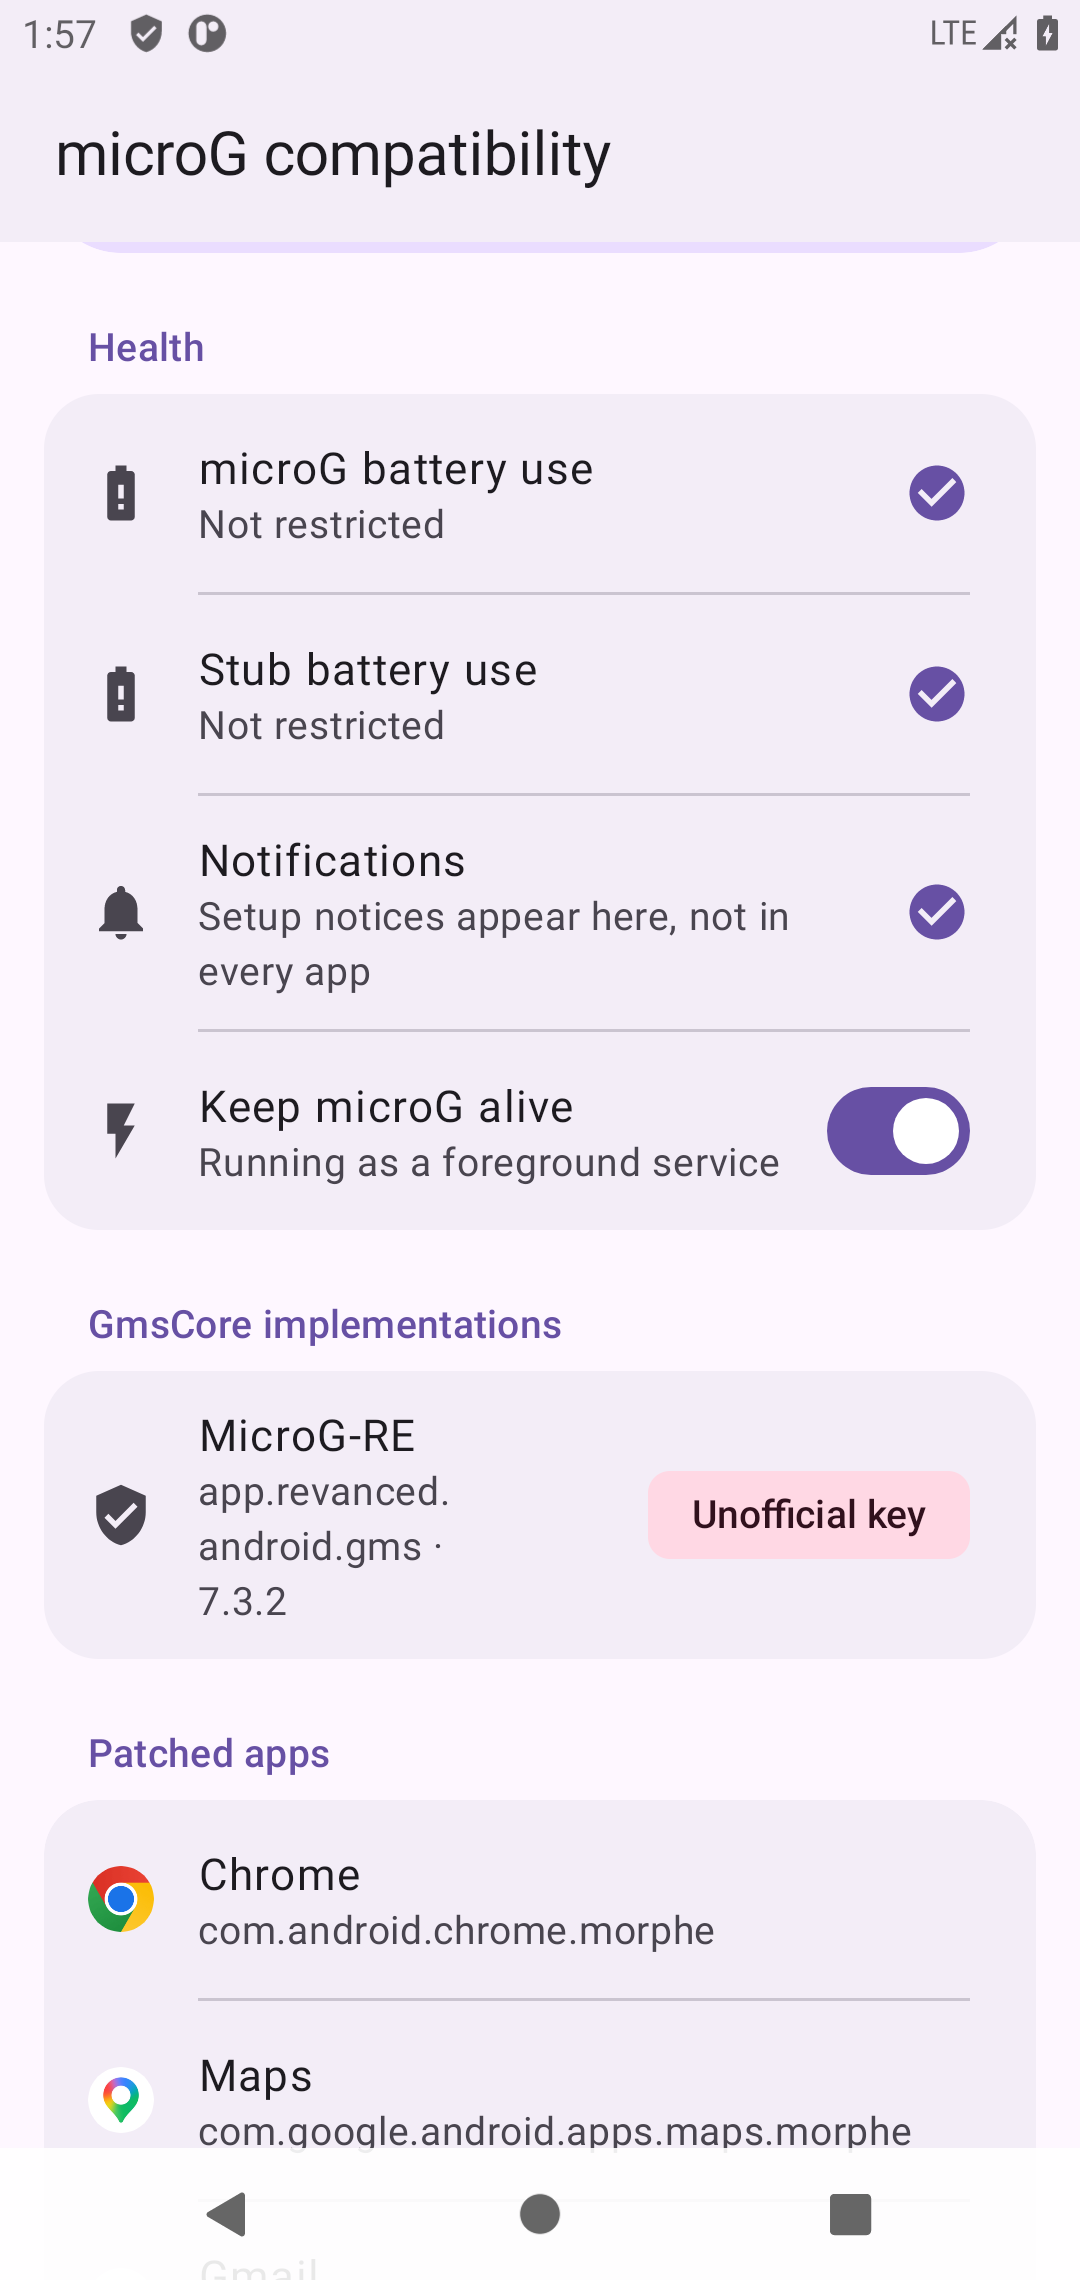 1:57
LTE
microG compatibility
Health
microG battery use
Not restricted
Stub battery use
Not restricted
Notifications
Setup notices appear here, not in
every app
Keep microG alive
Running as a foreground service
GmsCore implementations
MicroG-RE
app.revanced.
android.gms ·
7.3.2
Unofficial key
Patched apps
Chrome
com.android.chrome.morphe
Maps
com.google.android.apps.maps.morphe
Gmail